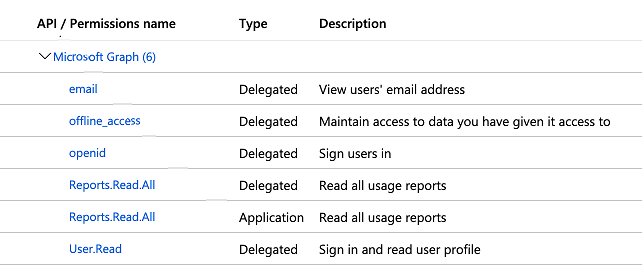 API / Permissions name Type Description
Microsoft Graph (6)
email Delegated View users' email address
offline_access Delegated Maintain access to data you have given it access to
openid Delegated Sign users in
Reports.Read.All Delegated Read all usage reports
Reports.Read.All Application Read all usage reports
User.Read Delegated Sign in and read user profile